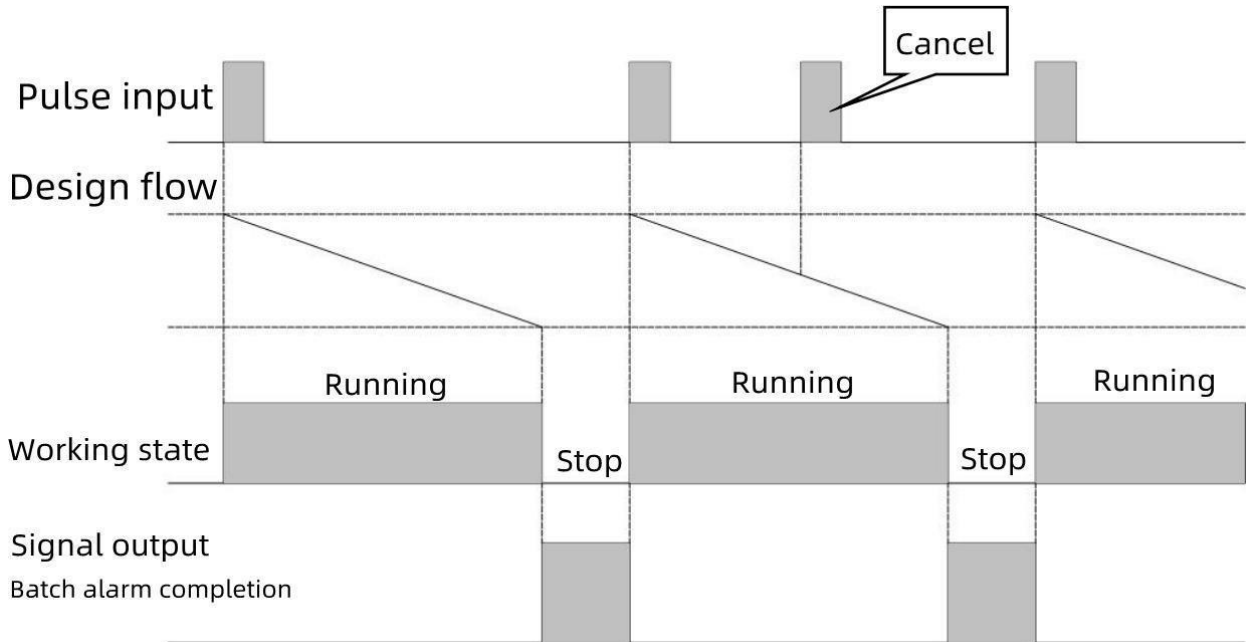 Cancel
Pulse input
Design flow
Running
Running
Running
Working state
Stop
Stop
Signal output
Batch alarm completion